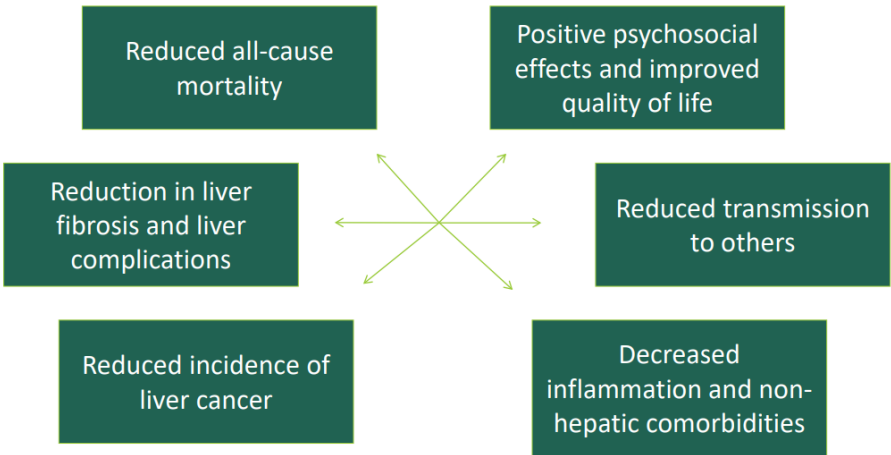 Reduced all-cause
mortality
Positive psychosocial
effects and improved
quality of life
Reduction in liver
fibrosis and liver
complications
Reduced transmission
to others
Reduced incidence of
liver cancer
Decreased
inflammation and non-
hepatic comorbidities